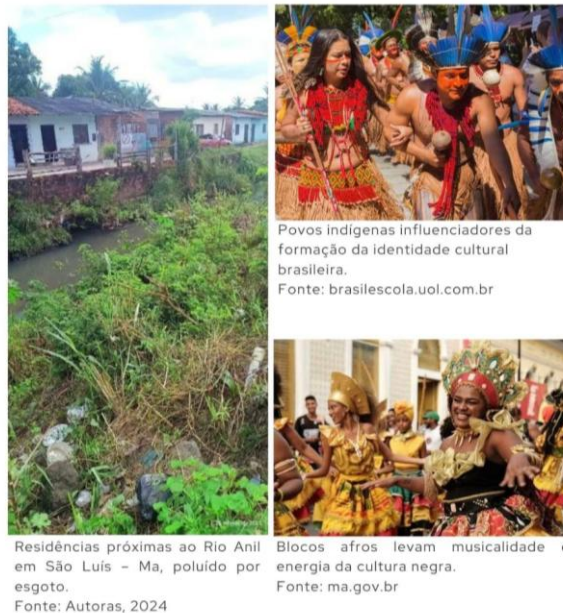 Povos indígenas influenciadores da
formação da identidade cultural
brasileira.
Fonte: brasilescola.uol.com.br
Residências próximas ao Rio Anil
em São Luís – Ma, poluído por
esgoto.
Fonte: Autoras, 2024
Blocos afros levam musicalidade e
energia da cultura negra.
Fonte: ma.gov.br